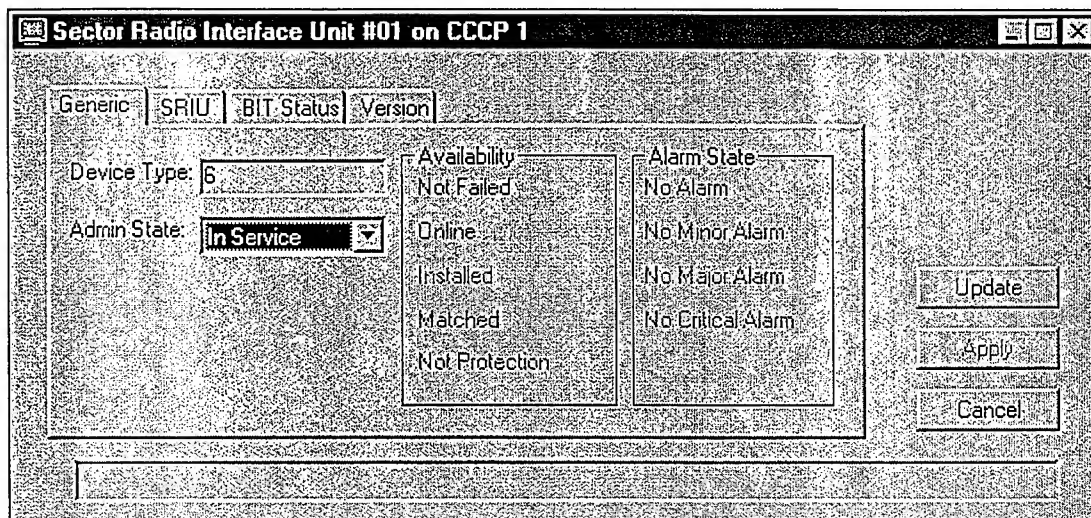 Sector Radio Interface Unit #01 on CCCP 1
Generic SRIU BIT Status Version
Device Type: 6
Admin State: In Service
Availability
Not Failed
Online
Installed
Matched
Not Protection
Alarm State
No Alarm
No Minor Alarm
No Major Alarm
No Critical Alarm
Update
Apply
Cancel